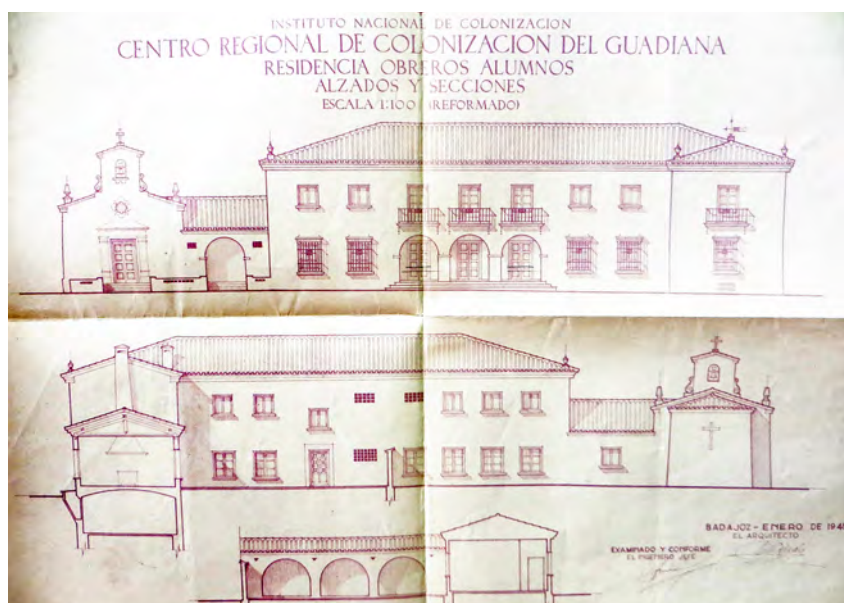 INSTITUTO NACIONAL DE COLONIZACION
CENTRO REGIONAL DE COLONIZACION DEL GUADIANA
RESIDENCIA OBREROS ALUMNOS
ALZADOS Y SECCIONES
ESCALA 1:100 (REFORMADO)
BADAJOZ - ENERO DE 194
EL ARQUITECTO
EXAMINADO Y CONFORME
EL INGENIERO JEFE